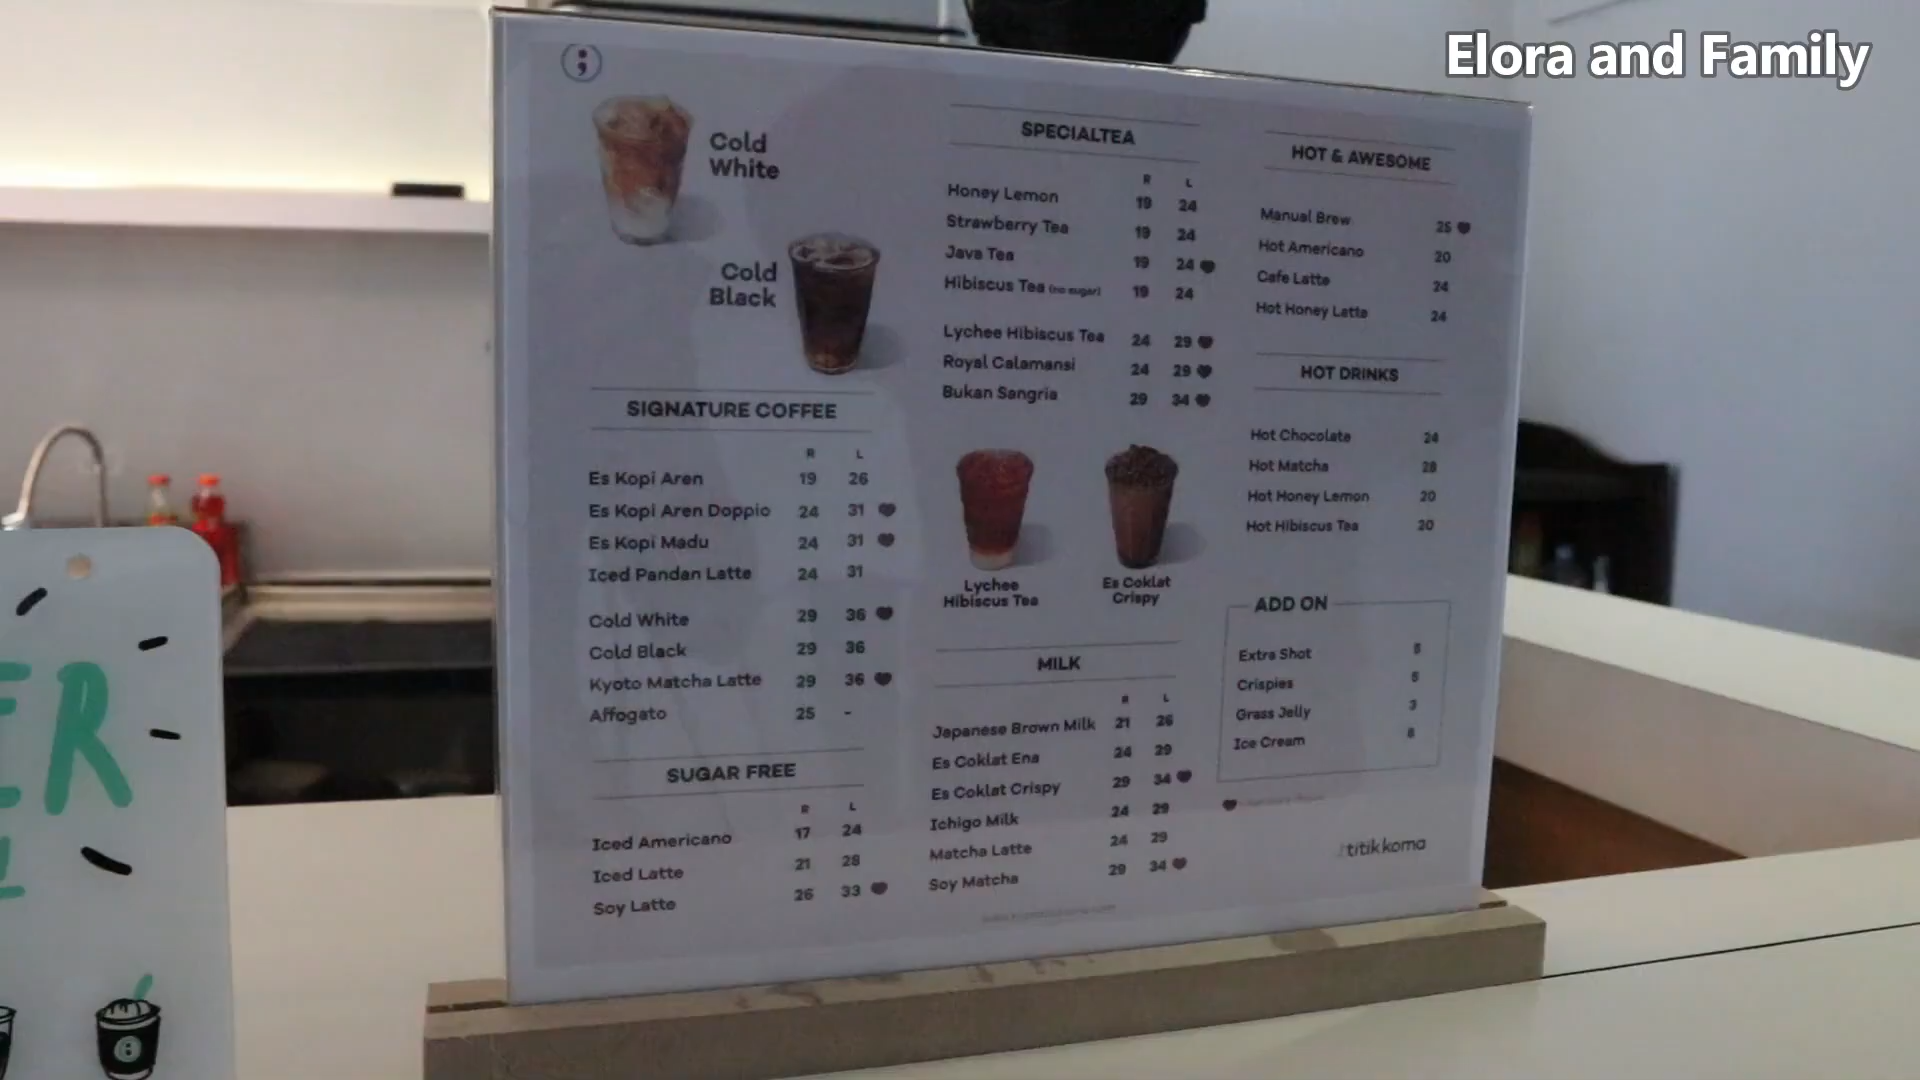 Elora and Family
Cold
White
Cold
Black
SIGNATURE COFFEE
R L
Es Kopi Aren 19 26
Es Kopi Aren Doppio 24 31
Es Kopi Madu 24 31
Iced Pandan Latte 24 31
Cold White 29 36
Cold Black 29 36
Kyoto Matcha Latte 29 36
Affogato 25 -
SUGAR FREE
R L
Iced Americano 17 24
Iced Latte 21 28
Soy Latte 26 33
SPECIALTEA
R L
Honey Lemon 19 24
Strawberry Tea 19 24
Java Tea 19 24
Hibiscus Tea (no sugar) 19 24
Lychee Hibiscus Tea 24 29
Royal Calamansi 24 29
Bukan Sangria 29 34
Lychee
Hibiscus Tea
Es Coklat
Crispy
MILK
R L
Japanese Brown Milk 21 26
Es Coklat Ena 24 29
Es Coklat Crispy 29 34
Ichigo Milk 24 29
Matcha Latte 24 29
Soy Matcha 29 34
HOT & AWESOME
Manual Brew 25
Hot Americano 20
Cafe Latte 24
Hot Honey Latte 24
HOT DRINKS
Hot Chocolate 24
Hot Matcha 28
Hot Honey Lemon 20
Hot Hibiscus Tea 20
ADD ON
Extra Shot
Crispies
Grass Jelly 3
Ice Cream
titikkoma
ER